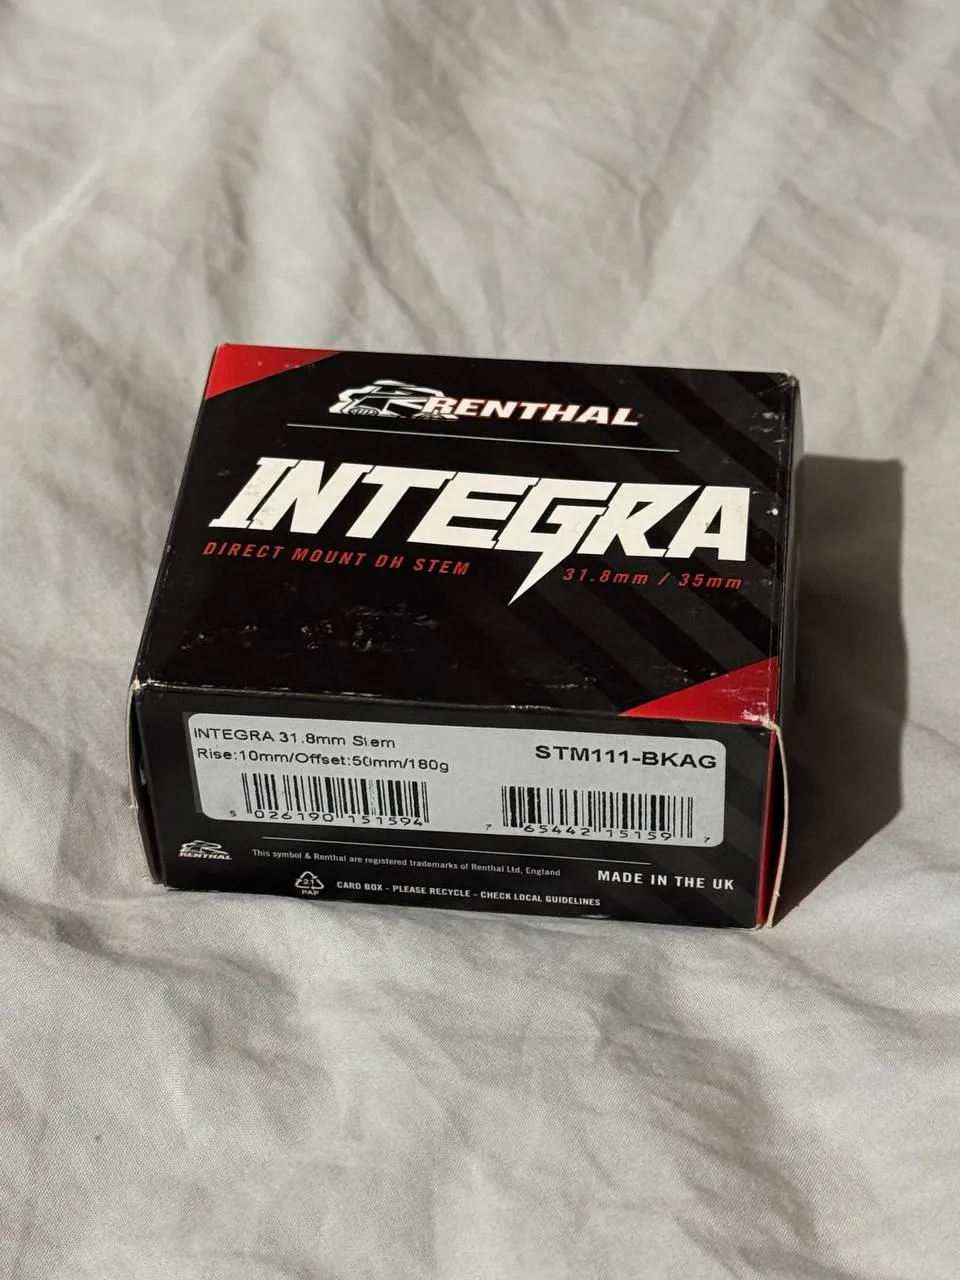 RENTHAL
INTEGRA
DIRECT MOUNT DH STEM
31.8mm / 35mm
INTEGRA 31.8mm Stem
Rise:10mm/Offset:50mm/180g
STM111-BKAG
5 026190 151594
7 65442 15159 7
RENTHAL
This symbol & Renthal are registered trademarks of Renthal Ltd, England
MADE IN THE UK
21
PAP
CARD BOX - PLEASE RECYCLE - CHECK LOCAL GUIDELINES